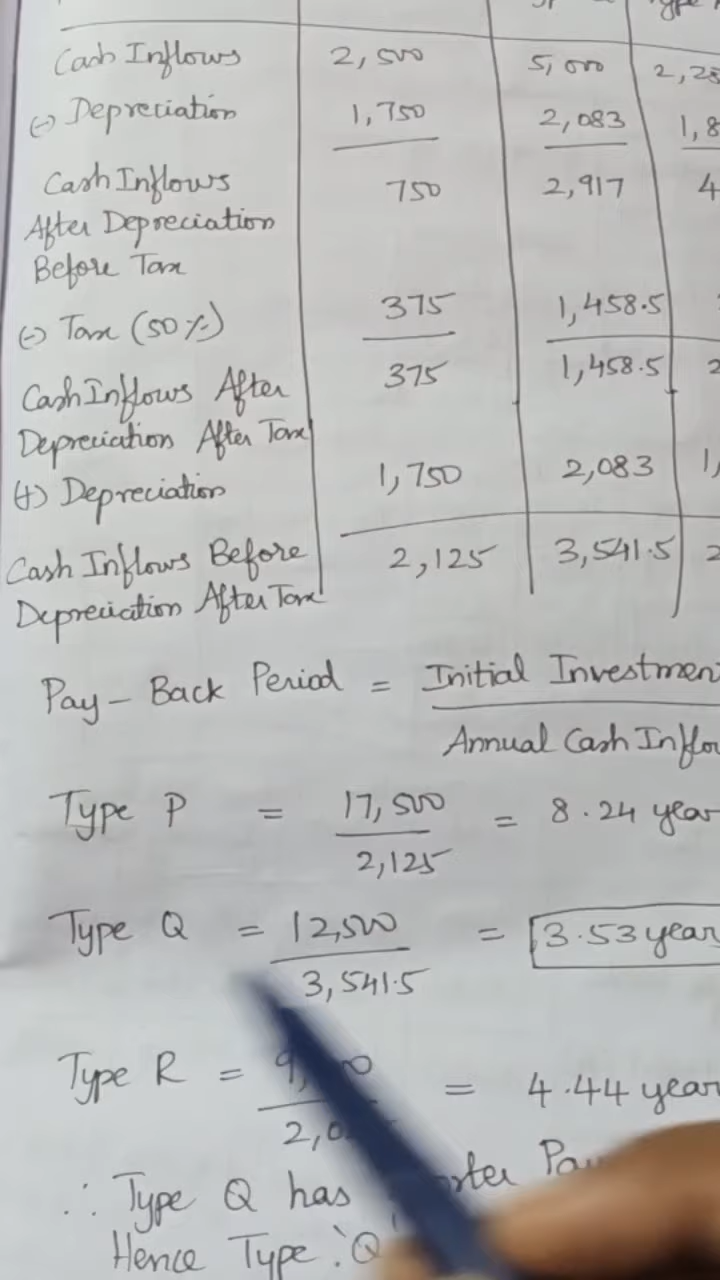 Cash Inflows 2,500 5,000
(-) Depreciation 1,750 2,083
Cash Inflows 750 2,917
After Depreciation
Before Tax
(-) Tax (50%) 375 1,458.5
Cash Inflows After 375 1,458.5
Depreciation After Tax
(+) Depreciation 1,750 2,083
Cash Inflows Before 2,125 3,541.5
Depreciation After Tax
Pay - Back Period = Initial
Annual Cash
Type P = 17,500 = 8.24 year
2,125
Type Q = 12,500 = 3.53 year
3,541.5
Type R = = 4.44 year
∴ Type Q has
Hence Type 'Q'